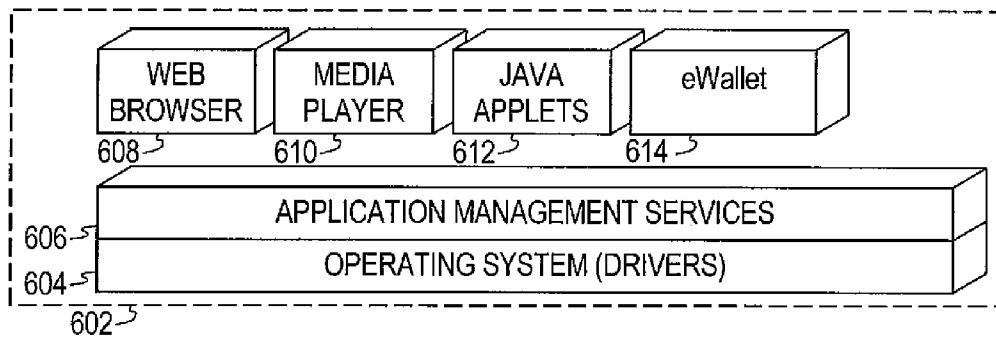 WEB
BROWSER
MEDIA
PLAYER
JAVA
APPLETS
eWallet
608
610
612
614
APPLICATION MANAGEMENT SERVICES
606
OPERATING SYSTEM (DRIVERS)
604
602